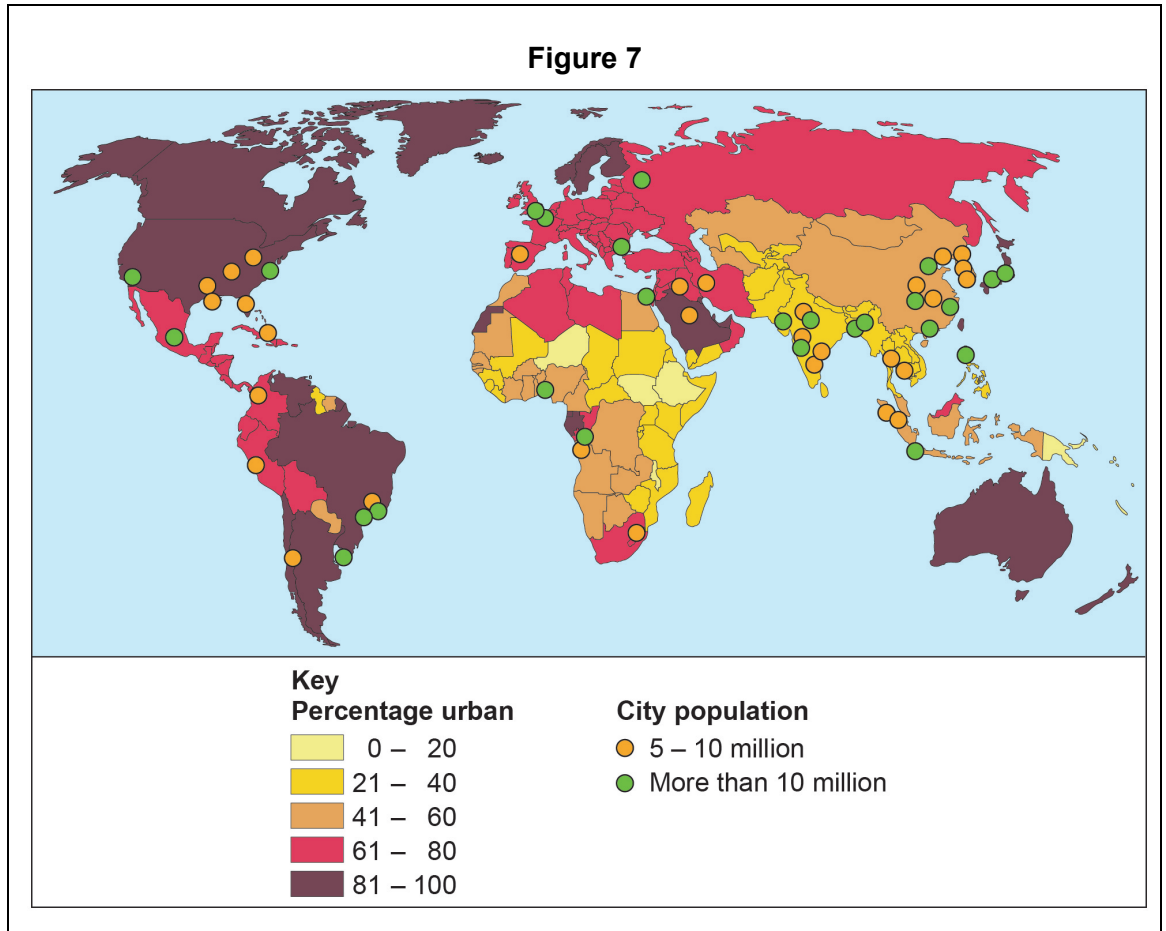 Figure 7
Key
Percentage urban
0 – 20
21 – 40
41 – 60
61 – 80
81 – 100
City population
5 – 10 million
More than 10 million